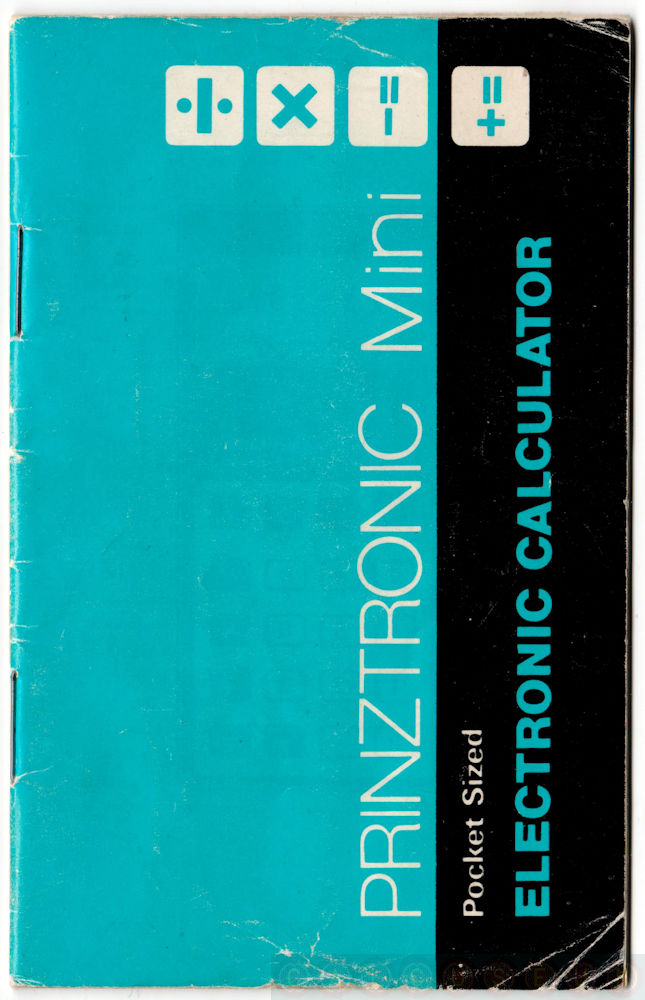 ÷
×
-=
+=
PRINZTRONIC Mini
Pocket Sized
ELECTRONIC CALCULATOR